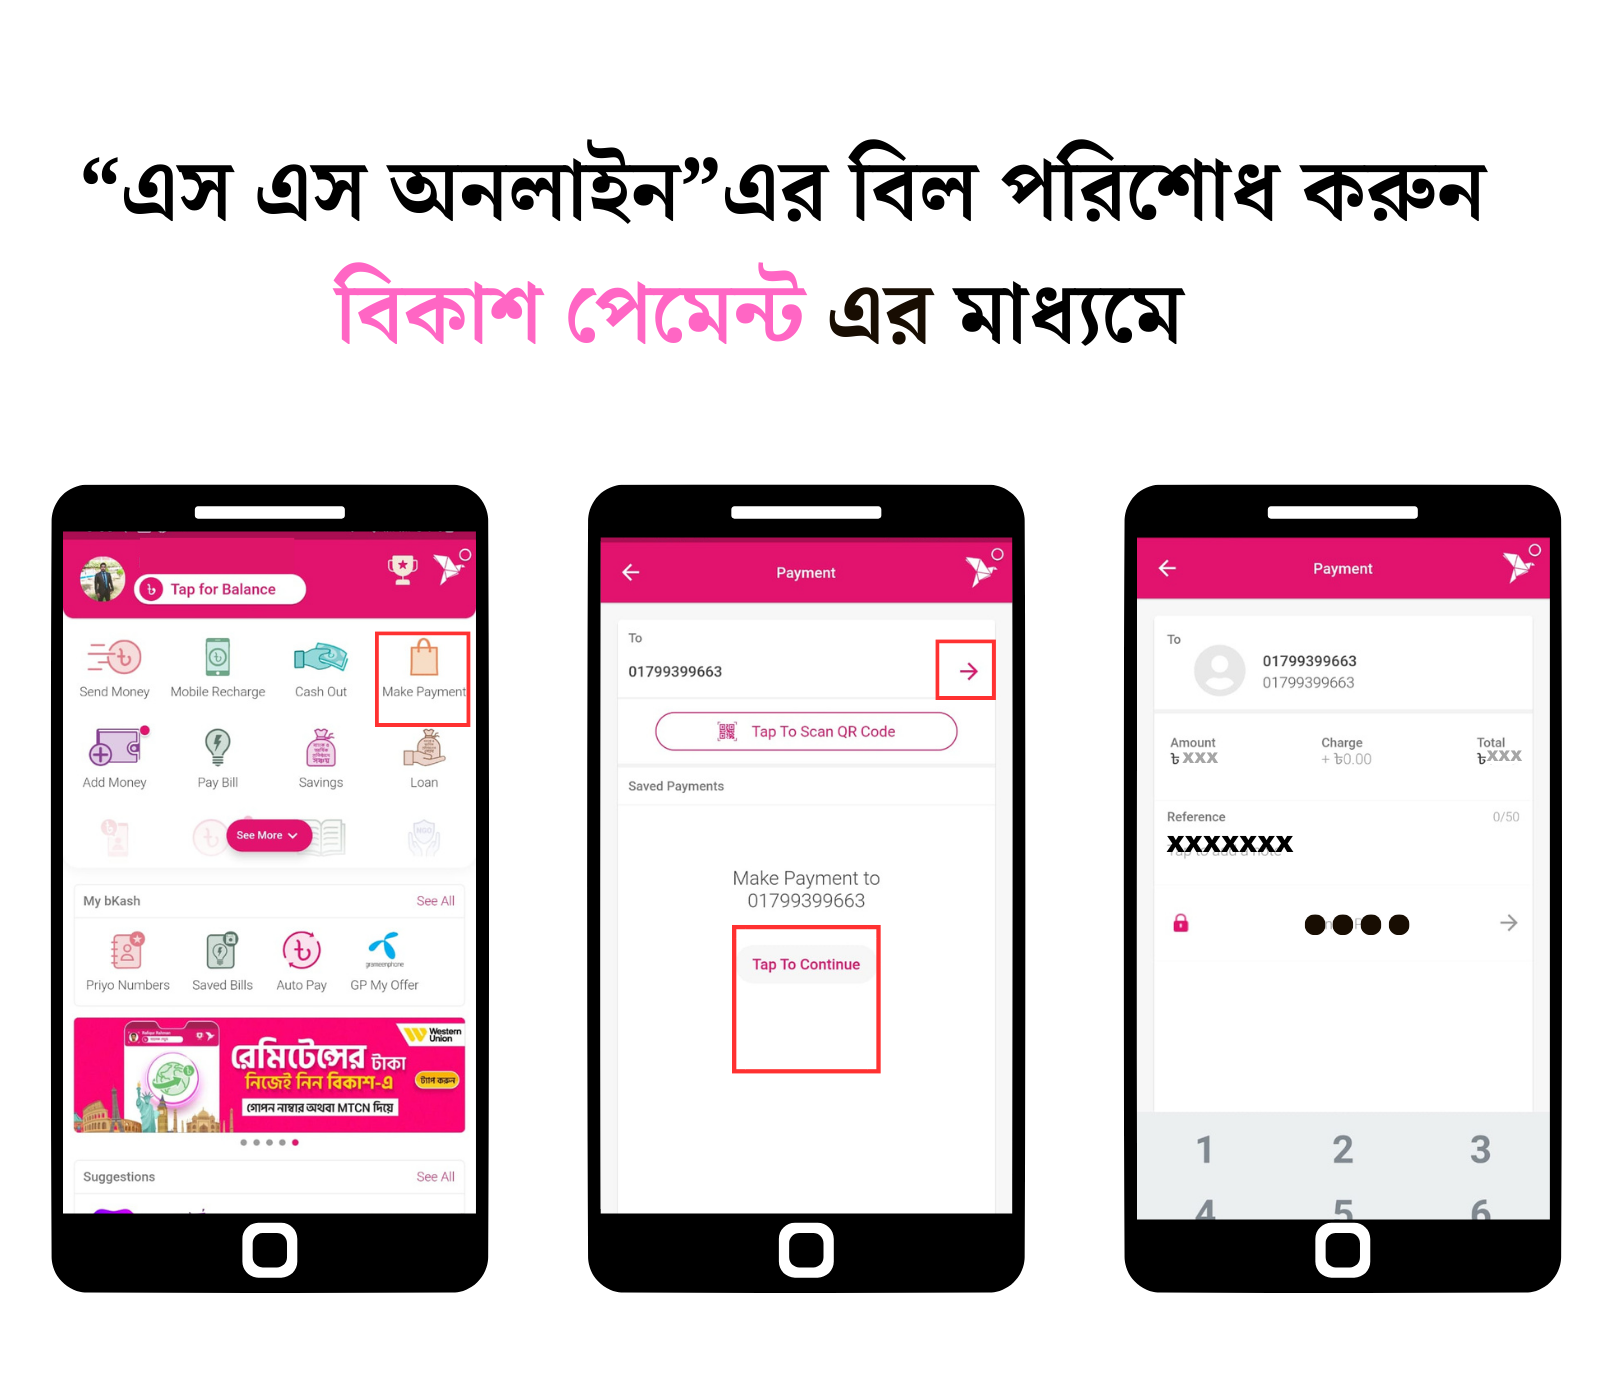 “এস এস অনলাইন”এর বিল পরিশোধ করুন
বিকাশ পেমেন্ট এর মাধ্যমে
Tap for Balance
Send Money
Mobile Recharge
Cash Out
Make Payment
Add Money
Pay Bill
Savings
Loan
See More
My bKash
See All
Priyo Numbers
Saved Bills
Auto Pay
grameenphone
GP My Offer
Western
Union
রেমিটেন্সের টাকা
নিজেই নিন বিকাশ-এ
ট্যাপ করুন
গোপন নাম্বার অথবা MTCN দিয়ে
Suggestions
See All
Payment
To
01799399663
Tap To Scan QR Code
Saved Payments
Make Payment to
01799399663
Tap To Continue
Payment
To
01799399663
01799399663
Amount
Charge
Total
৳ XXX
+ ৳0.00
৳XXX
Reference
0/50
XXXXXXX
1 2 3
4 5 6